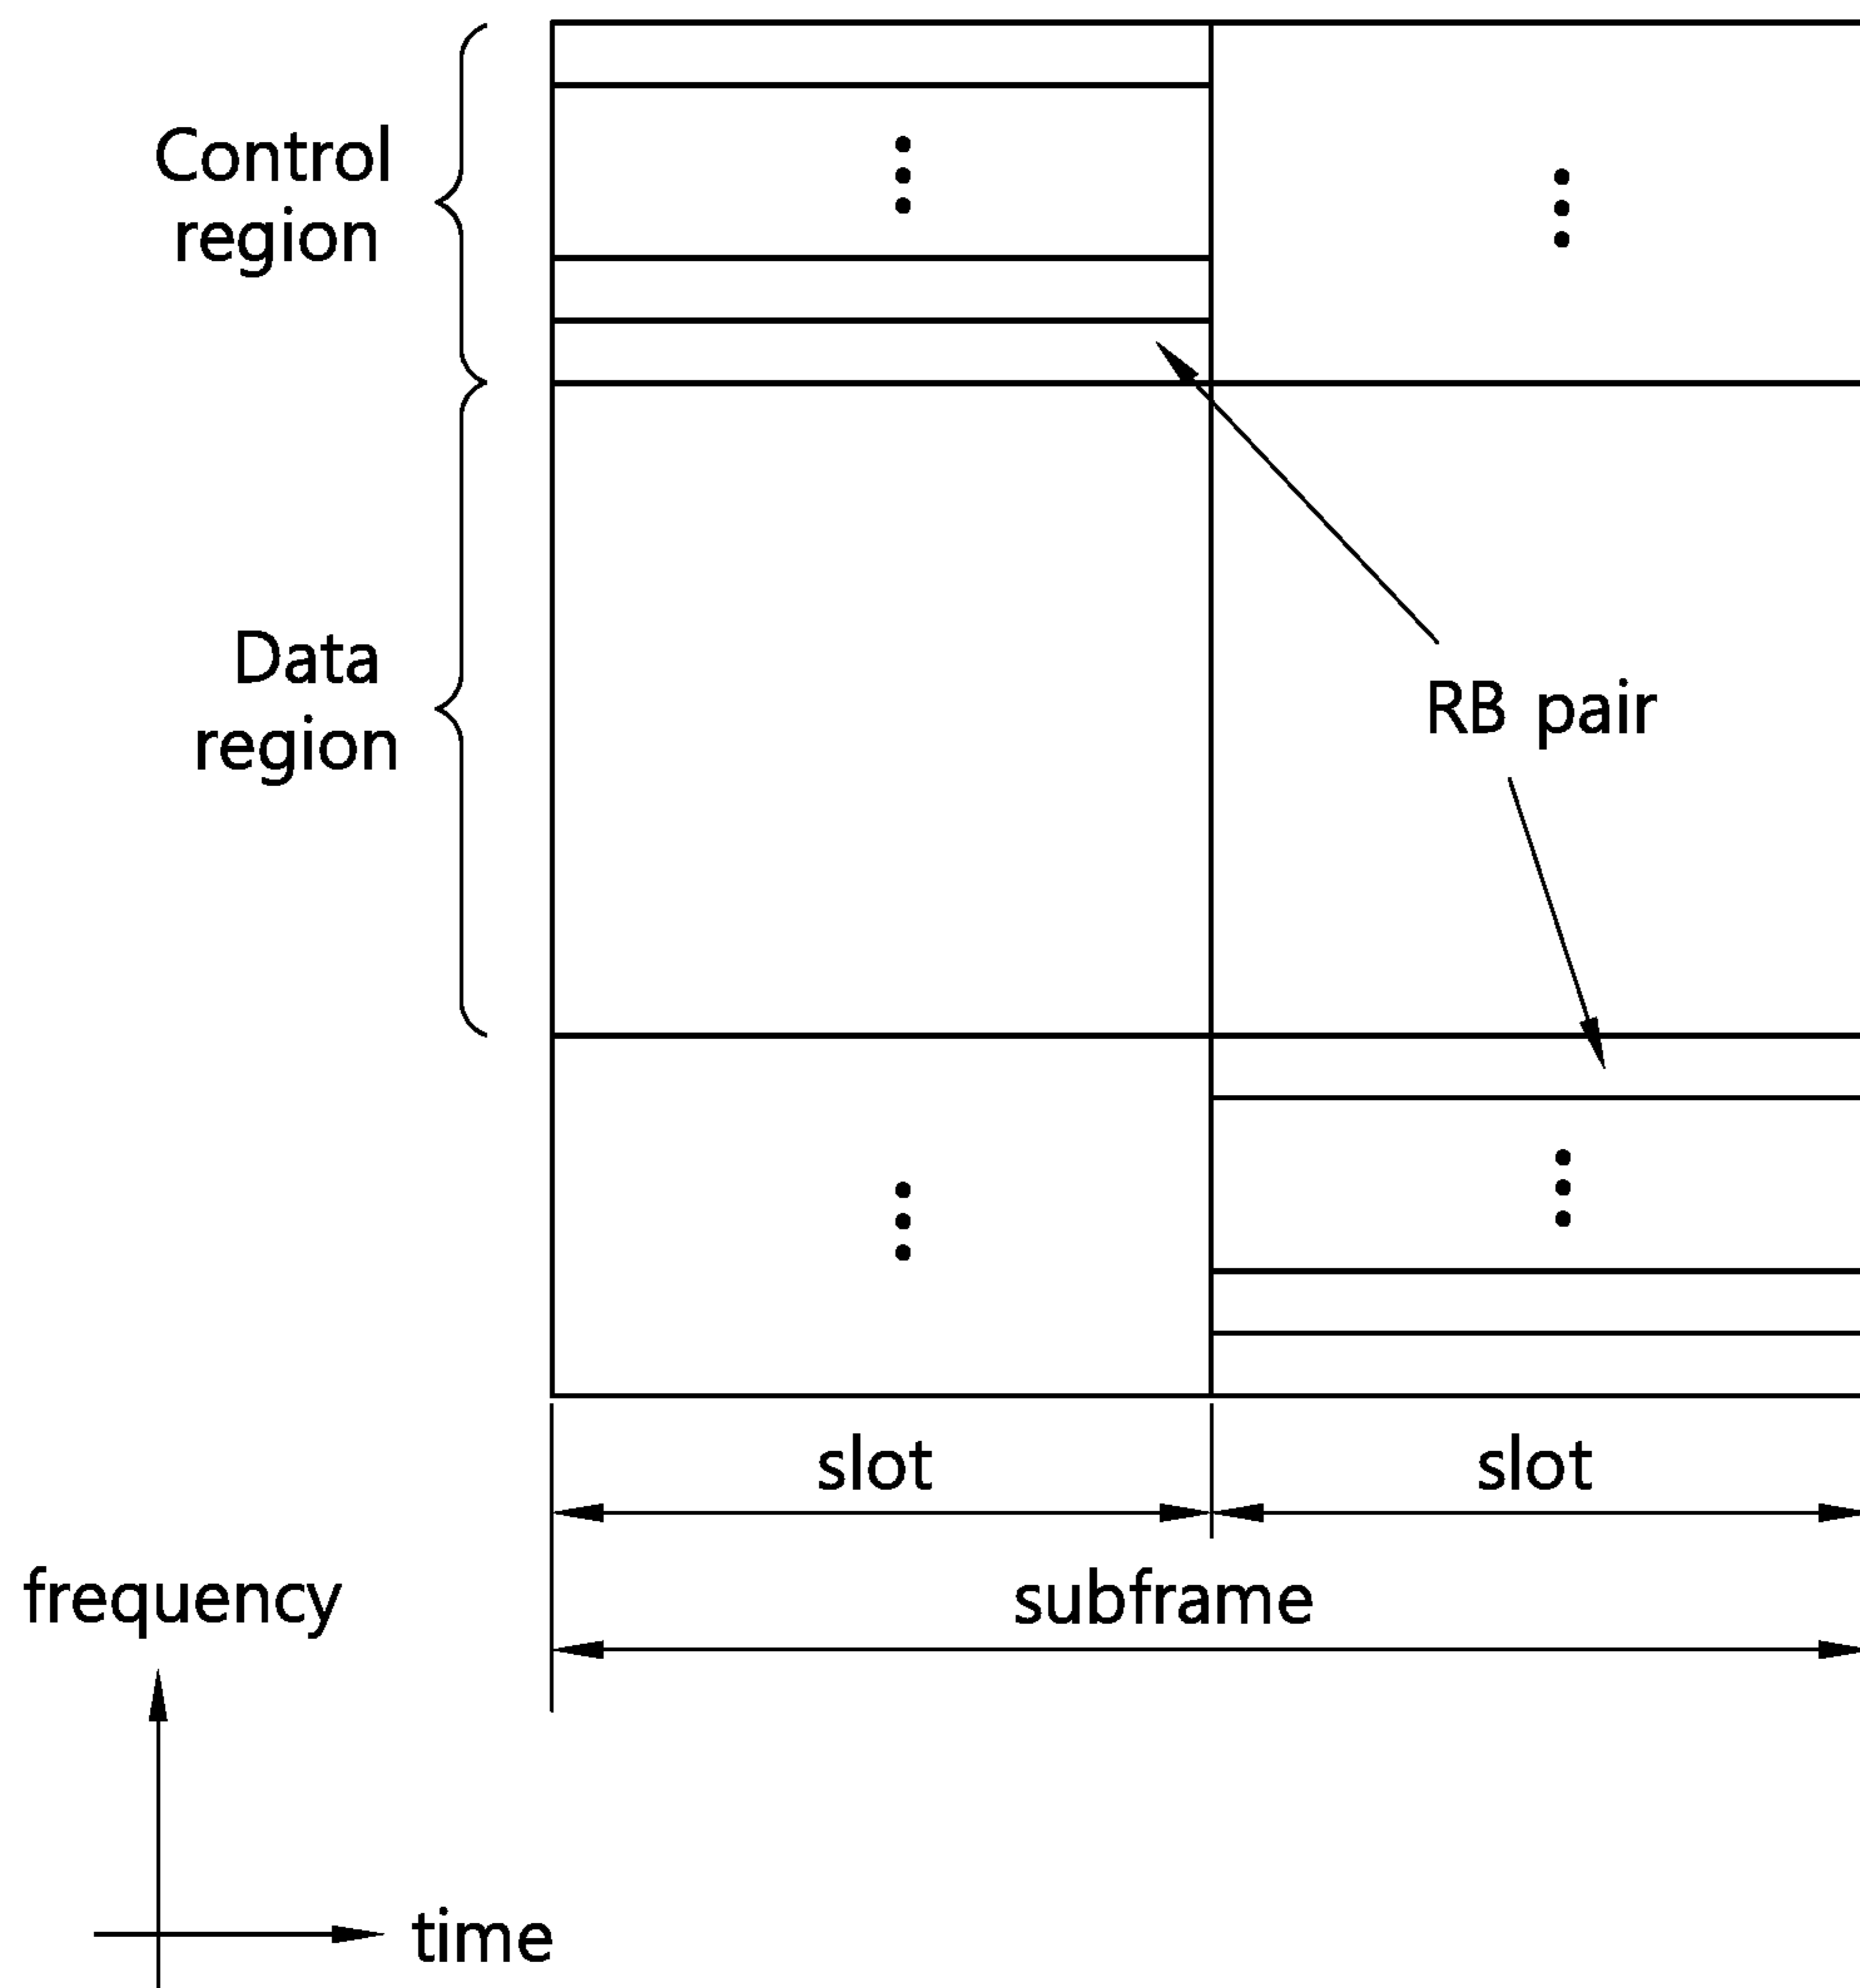 Control
region
Data
region
RB pair
slot
slot
subframe
frequency
time